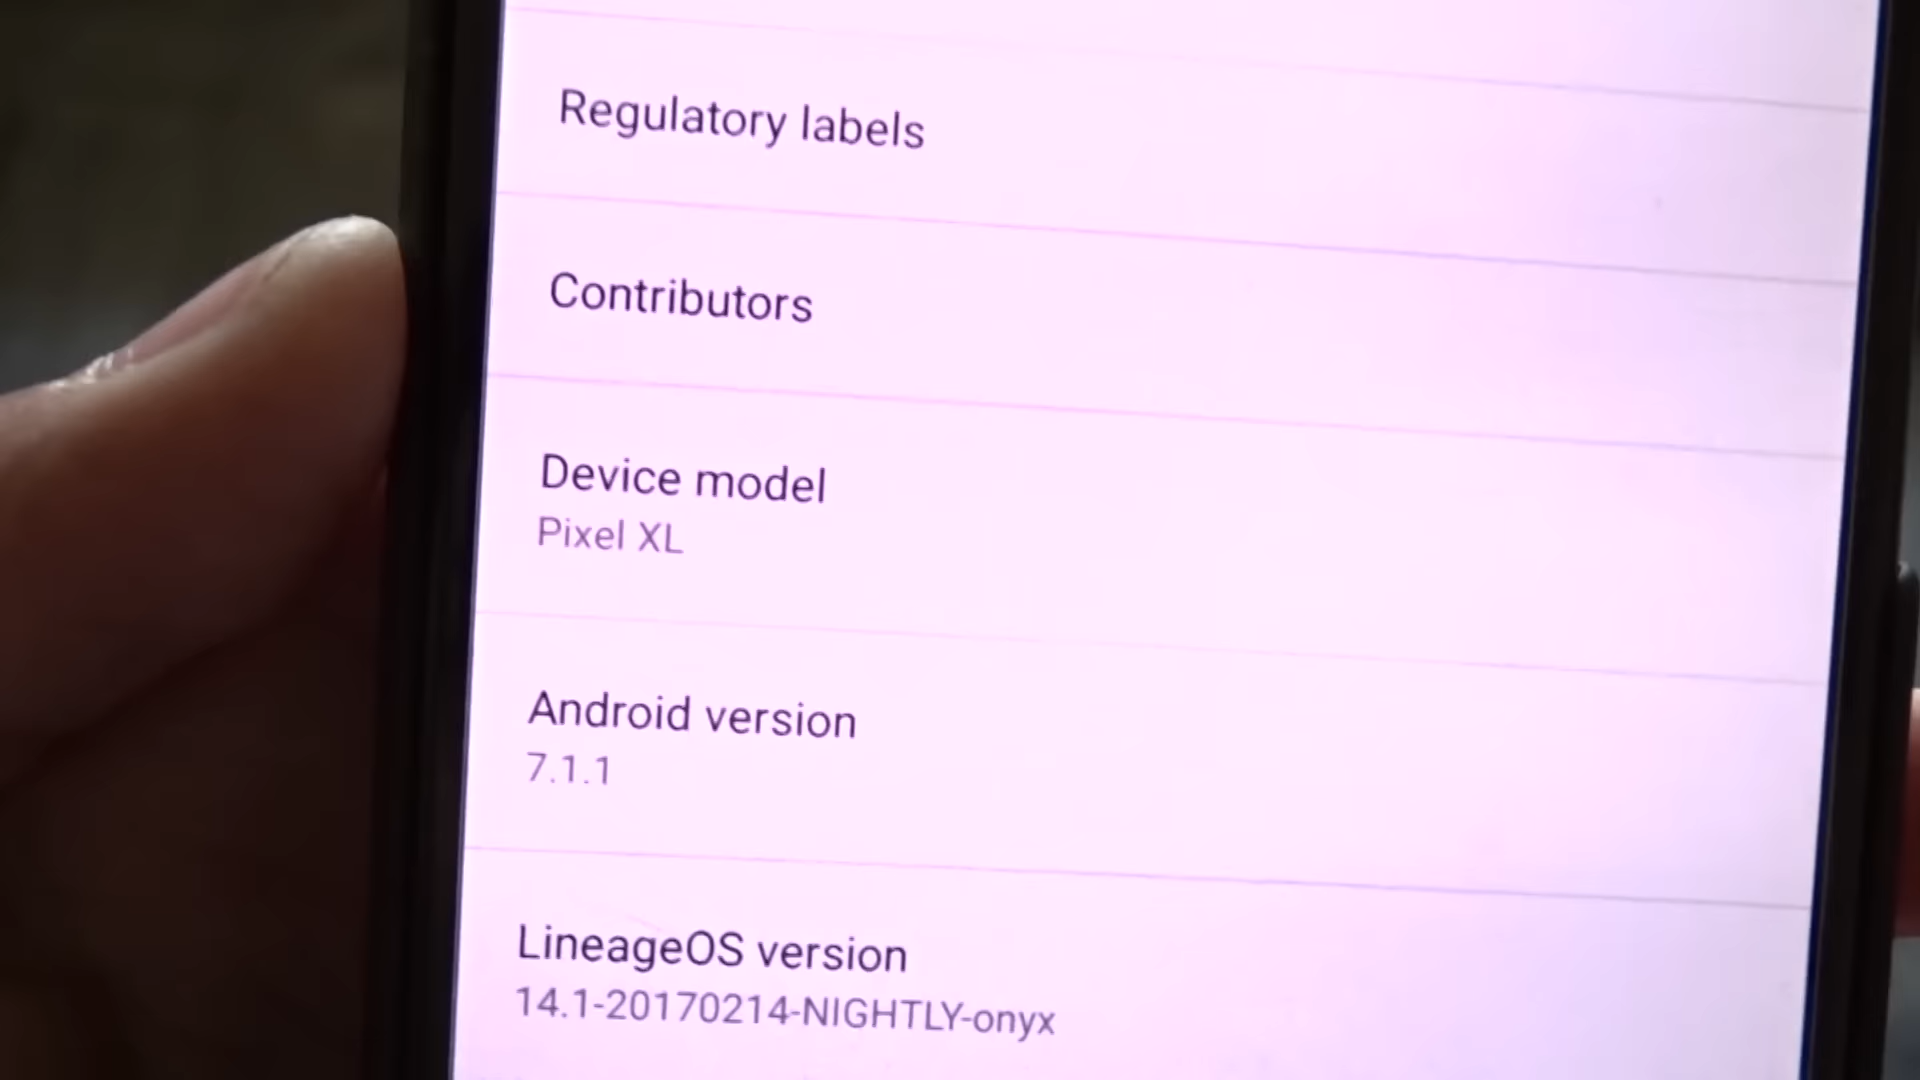 Regulatory labels
Contributors
Device model
Pixel XL
Android version
7.1.1
LineageOS version
14.1-20170214-NIGHTLY-onyx